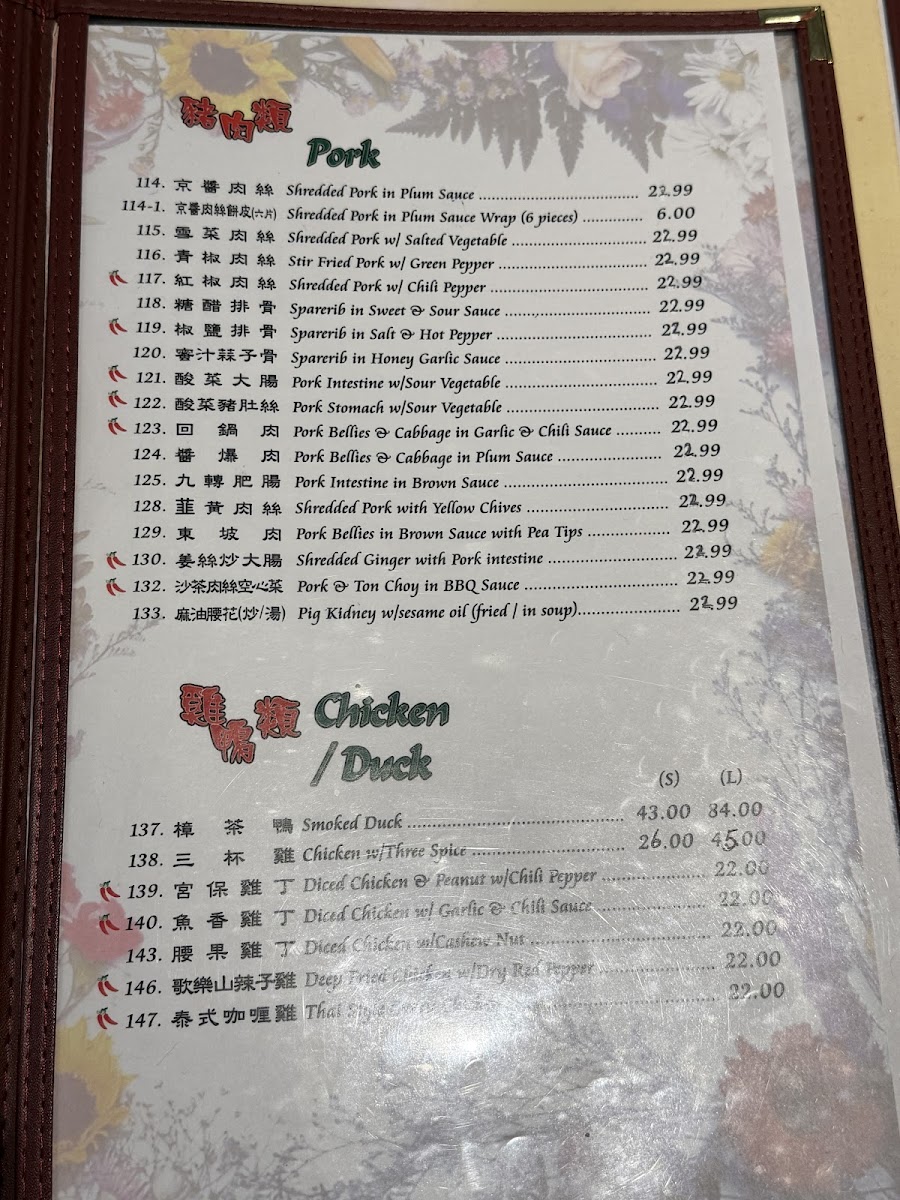 豬肉類
Pork
114. 京醬肉絲 Shredded Pork in Plum Sauce 22.99
114-1. 京醬肉絲餅皮(六片) Shredded Pork in Plum Sauce Wrap (6 pieces) 6.00
115. 雪菜肉絲 Shredded Pork w/ Salted Vegetable 22.99
116. 青椒肉絲 Stir Fried Pork w/ Green Pepper 22.99
117. 紅椒肉絲 Shredded Pork w/ Chili Pepper 22.99
118. 糖醋排骨 Sparerib in Sweet & Sour Sauce 22.99
119. 椒鹽排骨 Sparerib in Salt & Hot Pepper 22.99
120. 蜜汁蒜子骨 Sparerib in Honey Garlic Sauce 22.99
121. 酸菜大腸 Pork Intestine w/Sour Vegetable 22.99
122. 酸菜豬肚絲 Pork Stomach w/Sour Vegetable 22.99
123. 回鍋肉 Pork Bellies & Cabbage in Garlic & Chili Sauce 22.99
124. 醬爆肉 Pork Bellies & Cabbage in Plum Sauce 22.99
125. 九轉肥腸 Pork Intestine in Brown Sauce 22.99
128. 韮黃肉絲 Shredded Pork with Yellow Chives 22.99
129. 東坡肉 Pork Bellies in Brown Sauce with Pea Tips 22.99
130. 姜絲炒大腸 Shredded Ginger with Pork intestine 22.99
132. 沙茶肉絲空心菜 Pork & Ton Choy in BBQ Sauce 22.99
133. 麻油腰花(炒/湯) Pig Kidney w/sesame oil (fried / in soup) 22.99
雞鴨類 Chicken
/ Duck
(S) (L)
137. 樟茶鴨 Smoked Duck 43.00 84.00
138. 三杯雞 Chicken w/Three Spice 26.00 45.00
139. 宮保雞丁 Diced Chicken & Peanut w/Chili Pepper 22.00
140. 魚香雞丁 Diced Chicken w/ Garlic & Chili Sauce 22.00
143. 腰果雞丁 Diced Chicken w/Cashew Nut 22.00
146. 歌樂山辣子雞 Deep Fried Chicken w/Dry Red Pepper 22.00
147. 泰式咖喱雞 Thai Style Curry Chicken 22.00